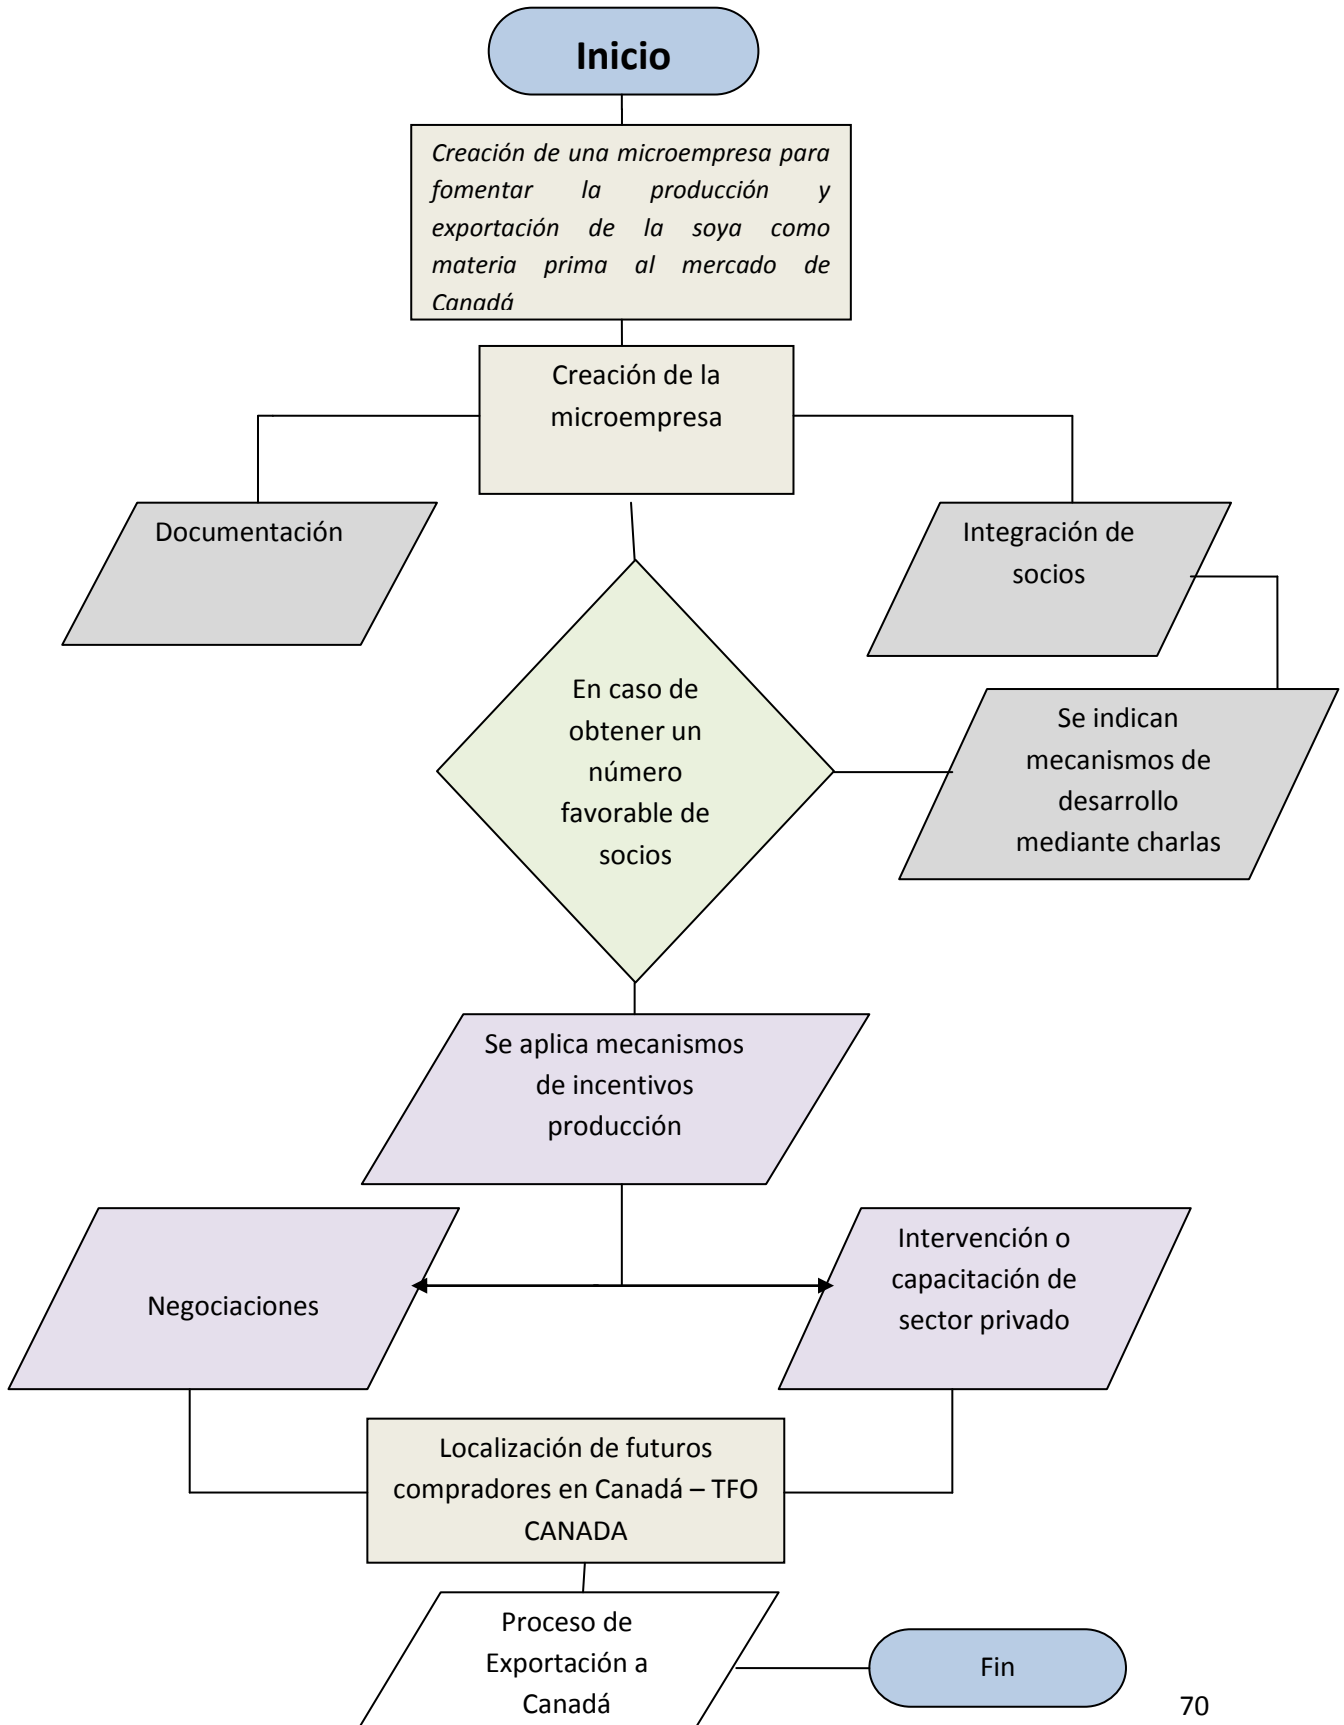 Inicio
Creación de una microempresa para
fomentar la producción y
exportación de la soya como
materia prima al mercado de
Canadá
Creación de la
microempresa
Documentación
Integración de
socios
En caso de
obtener un
número
favorable de
socios
Se indican
mecanismos de
desarrollo
mediante charlas
Se aplica mecanismos
de incentivos
producción
Negociaciones
Intervención o
capacitación de
sector privado
Localización de futuros
compradores en Canadá – TFO
CANADA
Proceso de
Exportación a
Canadá
Fin
70